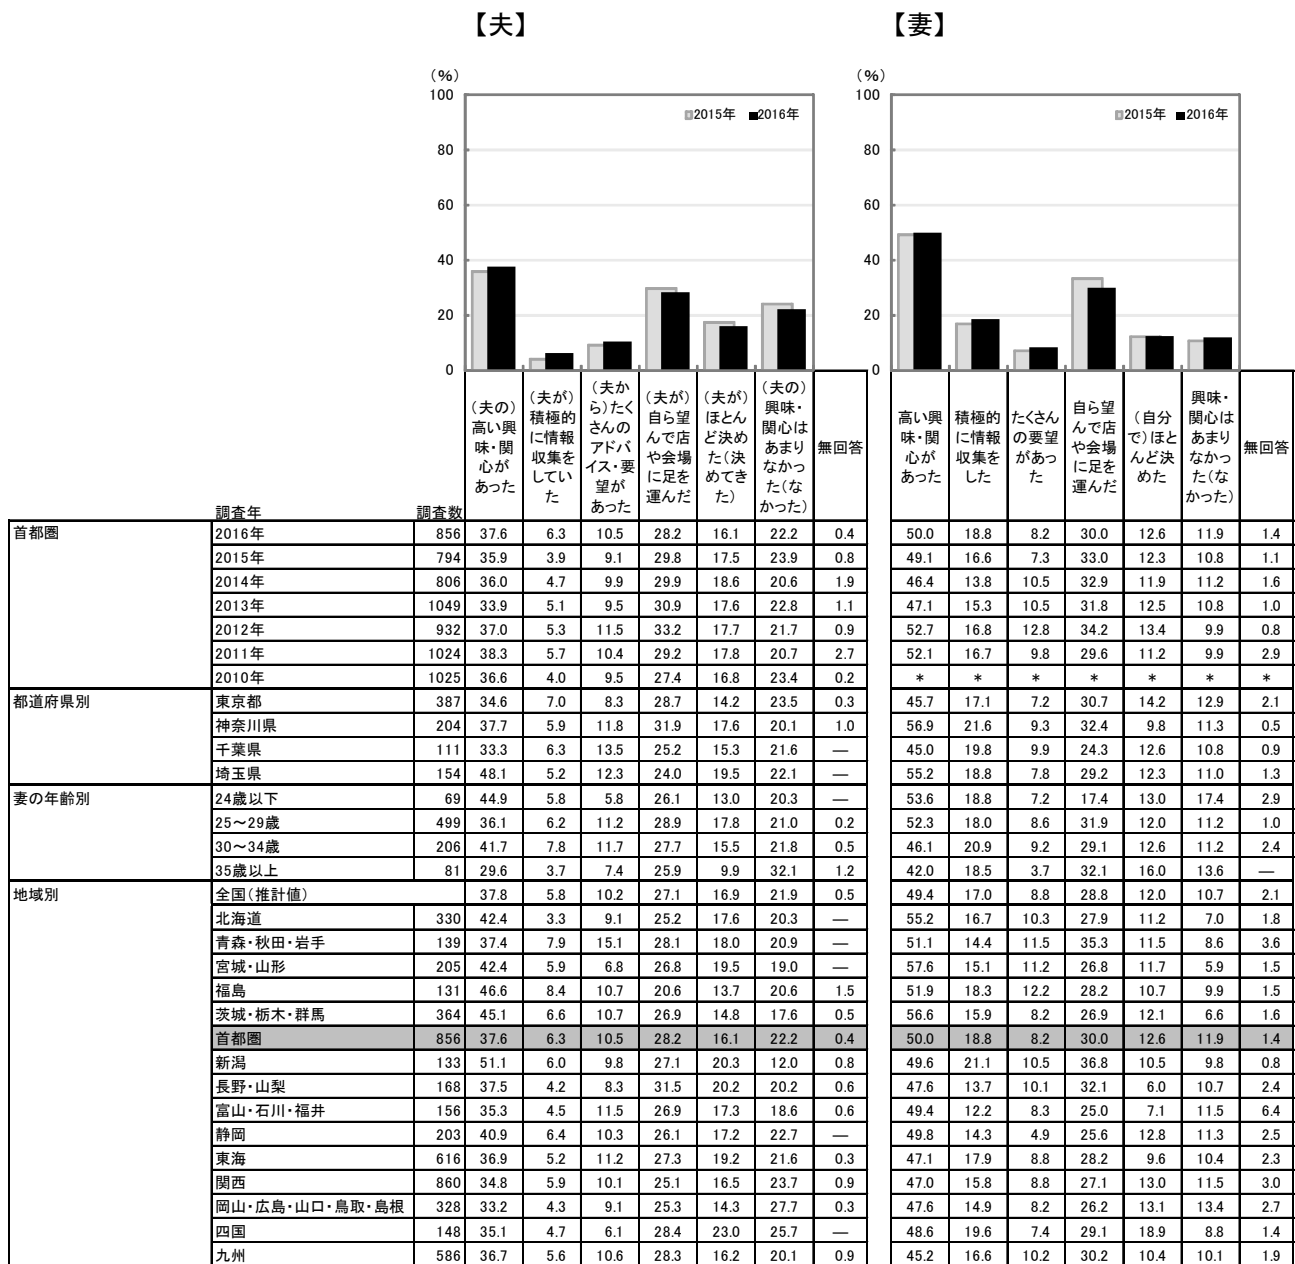 【夫】 【妻】
（％） （％）
100 100
2015年 2016年 2015年 2016年
80 80
60 60
40 40
20 20
0 0
（夫の）高い興味・関心があった
（夫が）積極的に情報収集をしていた
（夫から）たくさんのアドバイス・要望があった
（夫が）自ら望んで店や会場に足を運んだ
（夫が）ほとんど決めた（決めてきた）
（夫の）興味・関心はあまりなかった（なかった）
無回答
高い興味・関心があった
積極的に情報収集をした
たくさんの要望があった
自ら望んで店や会場に足を運んだ
（自分で）ほとんど決めた
興味・関心はあまりなかった（なかった）
無回答
調査年 調査数
首都圏 2016年 856 37.6 6.3 10.5 28.2 16.1 22.2 0.4 50.0 18.8 8.2 30.0 12.6 11.9 1.4
2015年 794 35.9 3.9 9.1 29.8 17.5 23.9 0.8 49.1 16.6 7.3 33.0 12.3 10.8 1.1
2014年 806 36.0 4.7 9.9 29.9 18.6 20.6 1.9 46.4 13.8 10.5 32.9 11.9 11.2 1.6
2013年 1049 33.9 5.1 9.5 30.9 17.6 22.8 1.1 47.1 15.3 10.5 31.8 12.5 10.8 1.0
2012年 932 37.0 5.3 11.5 33.2 17.7 21.7 0.9 52.7 16.8 12.8 34.2 13.4 9.9 0.8
2011年 1024 38.3 5.7 10.4 29.2 17.8 20.7 2.7 52.1 16.7 9.8 29.6 11.2 9.9 2.9
2010年 1025 36.6 4.0 9.5 27.4 16.8 23.4 0.2 * * * * * * *
都道府県別 東京都 387 34.6 7.0 8.3 28.7 14.2 23.5 0.3 45.7 17.1 7.2 30.7 14.2 12.9 2.1
神奈川県 204 37.7 5.9 11.8 31.9 17.6 20.1 1.0 56.9 21.6 9.3 32.4 9.8 11.3 0.5
千葉県 111 33.3 6.3 13.5 25.2 15.3 21.6 ― 45.0 19.8 9.9 24.3 12.6 10.8 0.9
埼玉県 154 48.1 5.2 12.3 24.0 19.5 22.1 ― 55.2 18.8 7.8 29.2 12.3 11.0 1.3
妻の年齢別 24歳以下 69 44.9 5.8 5.8 26.1 13.0 20.3 ― 53.6 18.8 7.2 17.4 13.0 17.4 2.9
25～29歳 499 36.1 6.2 11.2 28.9 17.8 21.0 0.2 52.3 18.0 8.6 31.9 12.0 11.2 1.0
30～34歳 206 41.7 7.8 11.7 27.7 15.5 21.8 0.5 46.1 20.9 9.2 29.1 12.6 11.2 2.4
35歳以上 81 29.6 3.7 7.4 25.9 9.9 32.1 1.2 42.0 18.5 3.7 32.1 16.0 13.6 ―
地域別 全国（推計値） 37.8 5.8 10.2 27.1 16.9 21.9 0.5 49.4 17.0 8.8 28.8 12.0 10.7 2.1
北海道 330 42.4 3.3 9.1 25.2 17.6 20.3 ― 55.2 16.7 10.3 27.9 11.2 7.0 1.8
青森・秋田・岩手 139 37.4 7.9 15.1 28.1 18.0 20.9 ― 51.1 14.4 11.5 35.3 11.5 8.6 3.6
宮城・山形 205 42.4 5.9 6.8 26.8 19.5 19.0 ― 57.6 15.1 11.2 26.8 11.7 5.9 1.5
福島 131 46.6 8.4 10.7 20.6 13.7 20.6 1.5 51.9 18.3 12.2 28.2 10.7 9.9 1.5
茨城・栃木・群馬 364 45.1 6.6 10.7 26.9 14.8 17.6 0.5 56.6 15.9 8.2 26.9 12.1 6.6 1.6
首都圏 856 37.6 6.3 10.5 28.2 16.1 22.2 0.4 50.0 18.8 8.2 30.0 12.6 11.9 1.4
新潟 133 51.1 6.0 9.8 27.1 20.3 12.0 0.8 49.6 21.1 10.5 36.8 10.5 9.8 0.8
長野・山梨 168 37.5 4.2 8.3 31.5 20.2 20.2 0.6 47.6 13.7 10.1 32.1 6.0 10.7 2.4
富山・石川・福井 156 35.3 4.5 11.5 26.9 17.3 18.6 0.6 49.4 12.2 8.3 25.0 7.1 11.5 6.4
静岡 203 40.9 6.4 10.3 26.1 17.2 22.7 ― 49.8 14.3 4.9 25.6 12.8 11.3 2.5
東海 616 36.9 5.2 11.2 27.3 19.2 21.6 0.3 47.1 17.9 8.8 28.2 9.6 10.4 2.3
関西 860 34.8 5.9 10.1 25.1 16.5 23.7 0.9 47.0 15.8 8.8 27.1 13.0 11.5 3.0
岡山・広島・山口・鳥取・島根 328 33.2 4.3 9.1 25.3 14.3 27.7 0.3 47.6 14.9 8.2 26.2 13.1 13.4 2.7
四国 148 35.1 4.7 6.1 28.4 23.0 25.7 ― 48.6 19.6 7.4 29.1 18.9 8.8 1.4
九州 586 36.7 5.6 10.6 28.3 16.2 20.1 0.9 45.2 16.6 10.2 30.2 10.4 10.1 1.9